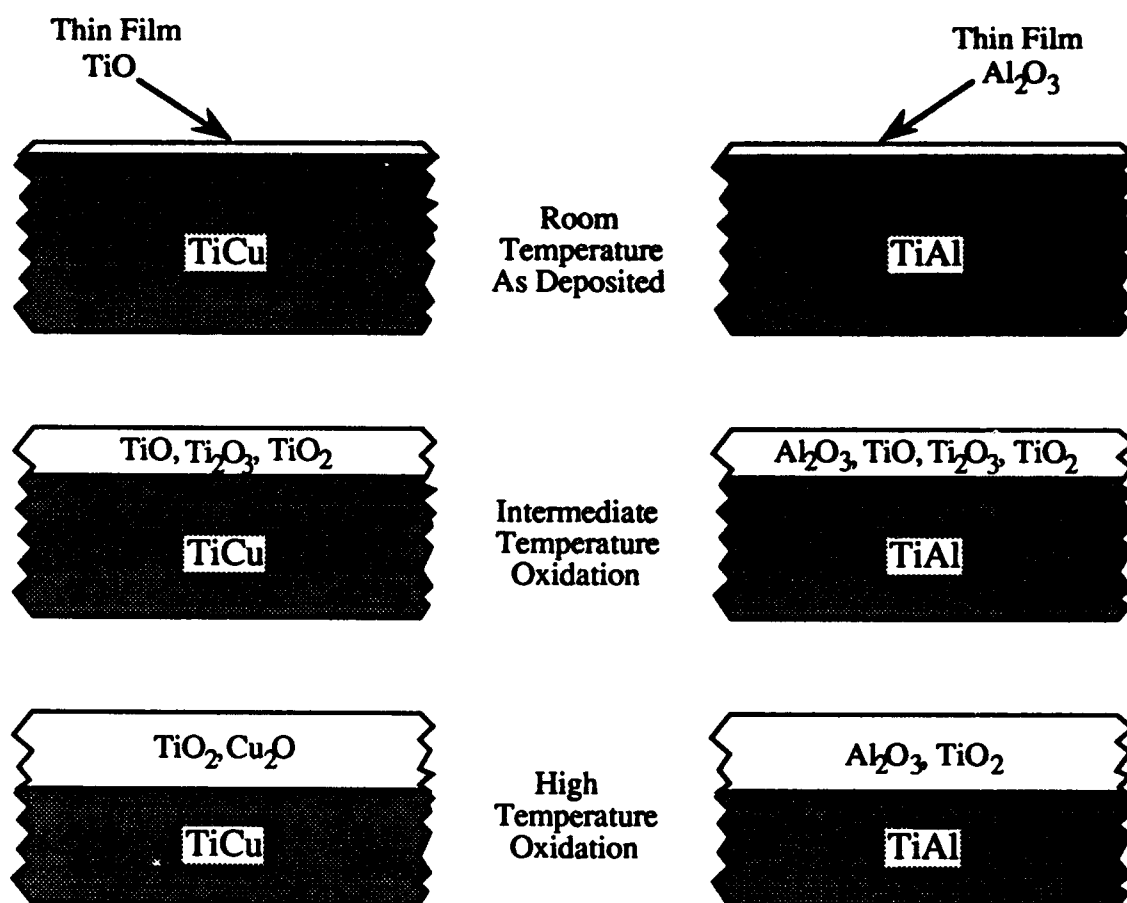 Thin Film
TiO
Thin Film
Al₂O₃
TiCu
Room
Temperature
As Deposited
TiAl
TiO, Ti₂O₃, TiO₂
Al₂O₃, TiO, Ti₂O₃, TiO₂
TiCu
Intermediate
Temperature
Oxidation
TiAl
TiO₂, Cu₂O
Al₂O₃, TiO₂
TiCu
High
Temperature
Oxidation
TiAl